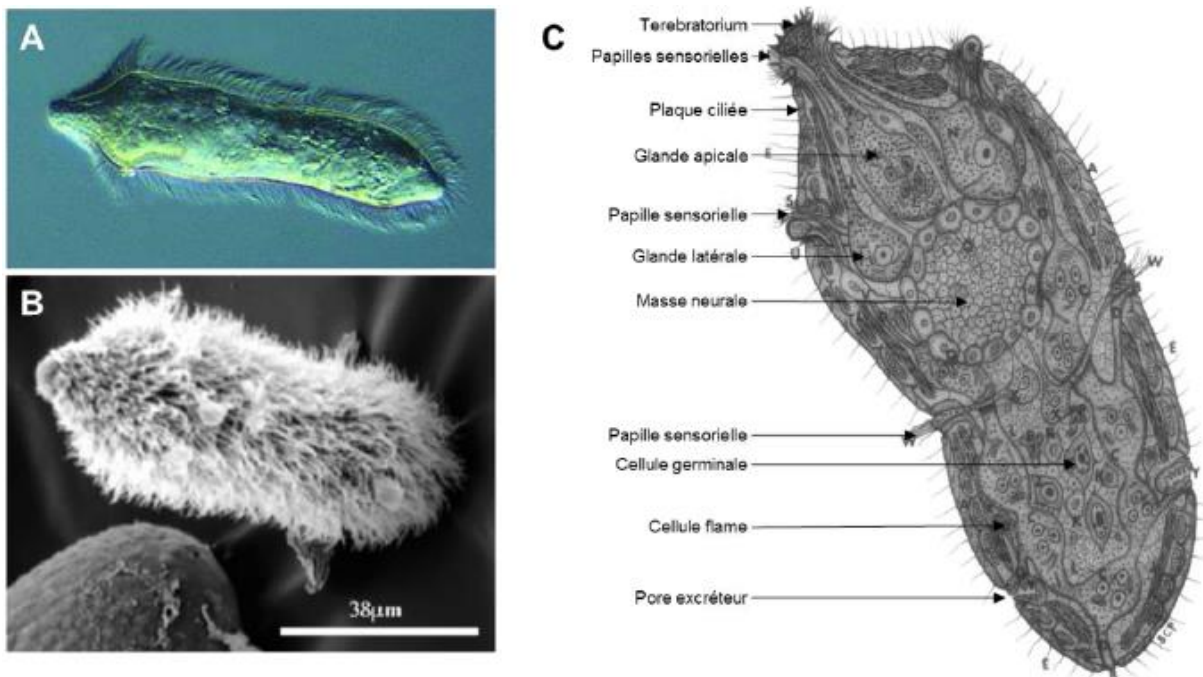 A
B
38µm
C
Terebratorium
Papilles sensorielles
Plaque ciliée
Glande apicale
Papille sensorielle
Glande latérale
Masse neurale
Papille sensorielle
Cellule germinale
Cellule flame
Pore excréteur
E
S
U
N
A
W
E
W
Y
E